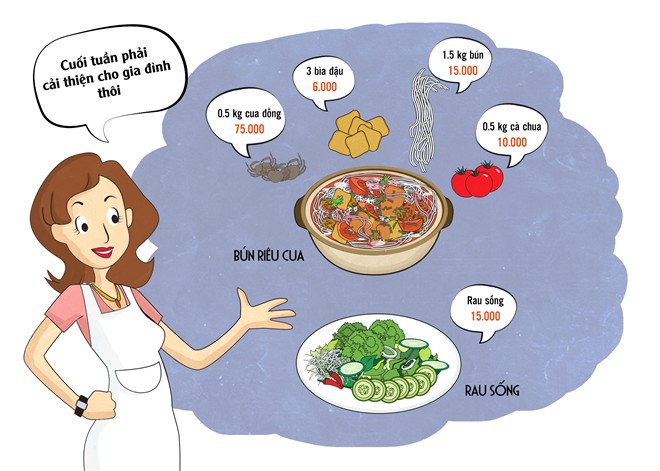 Cuối tuần phải
cải thiện cho gia đình
thôi
1.5 kg bún
15.000
3 bìa đậu
6.000
0.5 kg cua đồng
75.000
0.5 kg cà chua
10.000
BÚN RIÊU CUA
Rau sống
15.000
RAU SỐNG